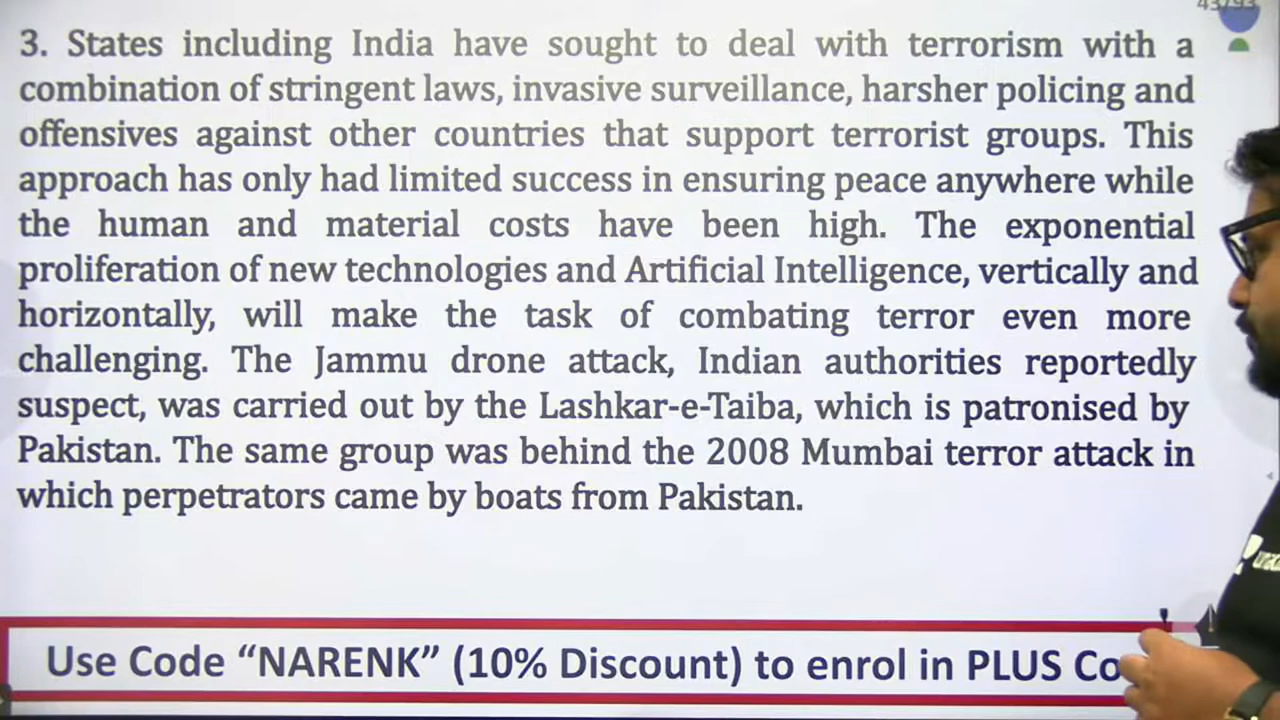 43/93
3. States including India have sought to deal with terrorism with a
combination of stringent laws, invasive surveillance, harsher policing and
offensives against other countries that support terrorist groups. This
approach has only had limited success in ensuring peace anywhere while
the human and material costs have been high. The exponential
proliferation of new technologies and Artificial Intelligence, vertically and
horizontally, will make the task of combating terror even more
challenging. The Jammu drone attack, Indian authorities reportedly
suspect, was carried out by the Lashkar-e-Taiba, which is patronised by
Pakistan. The same group was behind the 2008 Mumbai terror attack in
which perpetrators came by boats from Pakistan.
Use Code “NARENK” (10% Discount) to enrol in PLUS Co